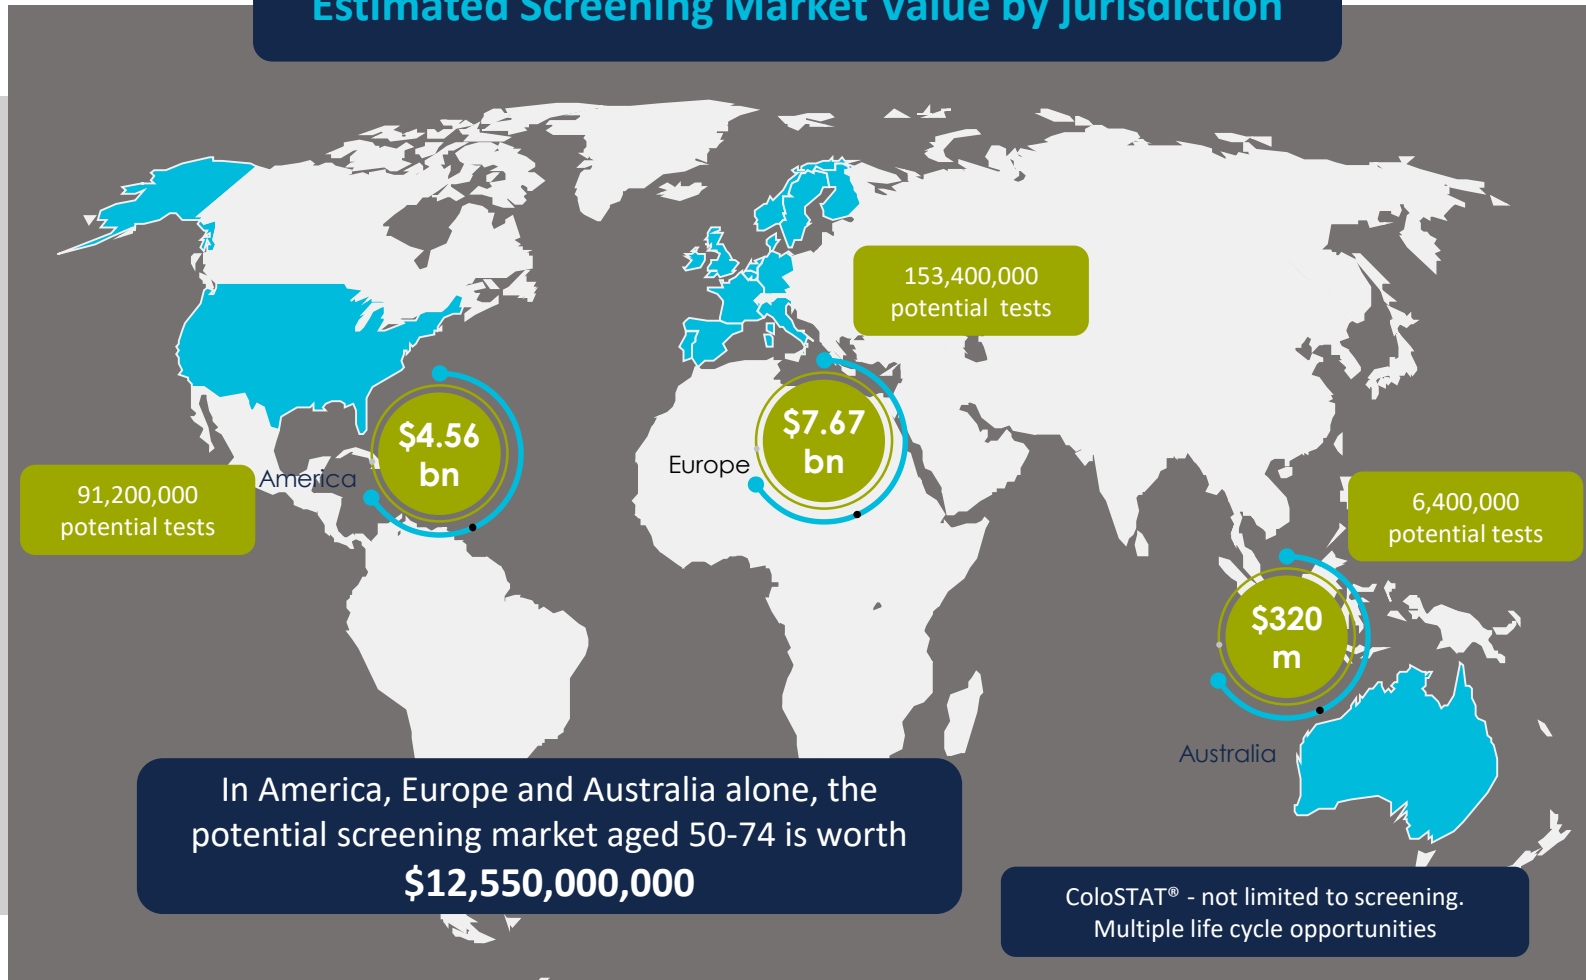 Estimated Screening Market Value by Jurisdiction
153,400,000
potential tests
$4.56
bn
America
91,200,000
potential tests
$7.67
bn
Europe
6,400,000
potential tests
$320
m
Australia
In America, Europe and Australia alone, the
potential screening market aged 50-74 is worth
$12,550,000,000
ColoSTAT® - not limited to screening.
Multiple life cycle opportunities